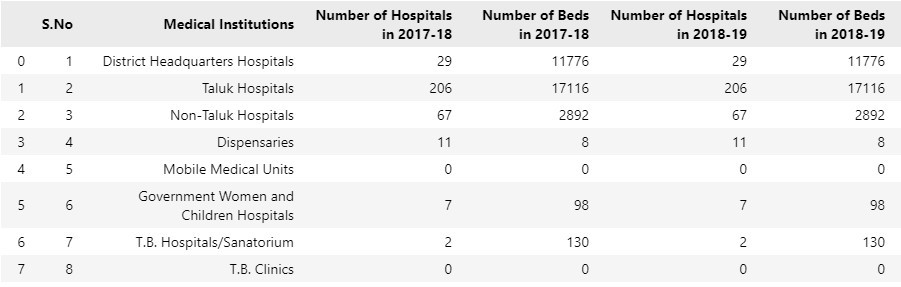 S.No Medical Institutions Number of Hospitals in 2017-18 Number of Beds in 2017-18 Number of Hospitals in 2018-19 Number of Beds in 2018-19
0 1 District Headquarters Hospitals 29 11776 29 11776
1 2 Taluk Hospitals 206 17116 206 17116
2 3 Non-Taluk Hospitals 67 2892 67 2892
3 4 Dispensaries 11 8 11 8
4 5 Mobile Medical Units 0 0 0 0
5 6 Government Women and Children Hospitals 7 98 7 98
6 7 T.B. Hospitals/Sanatorium 2 130 2 130
7 8 T.B. Clinics 0 0 0 0